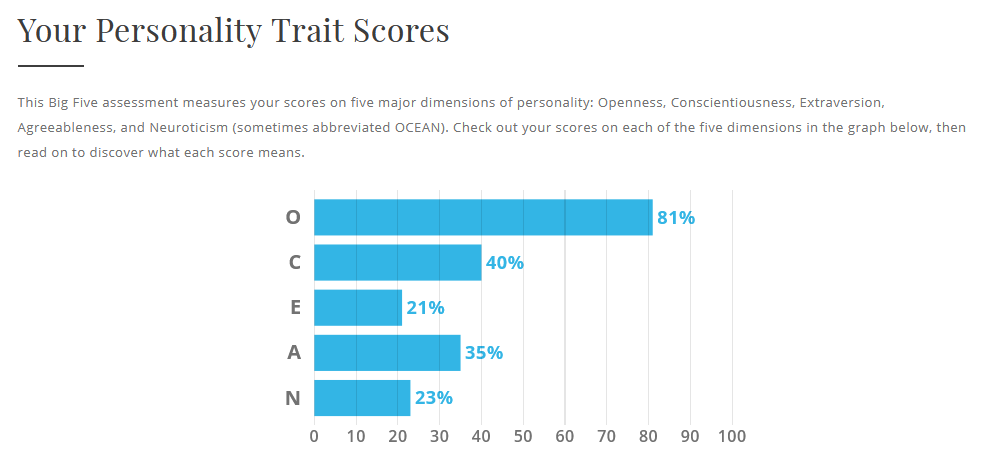 Your Personality Trait Scores
This Big Five assessment measures your scores on five major dimensions of personality: Openness, Conscientiousness, Extraversion,
Agreeableness, and Neuroticism (sometimes abbreviated OCEAN). Check out your scores on each of the five dimensions in the graph below, then
read on to discover what each score means.
O 81%
C 40%
E 21%
A 35%
N 23%
0 10 20 30 40 50 60 70 80 90 100